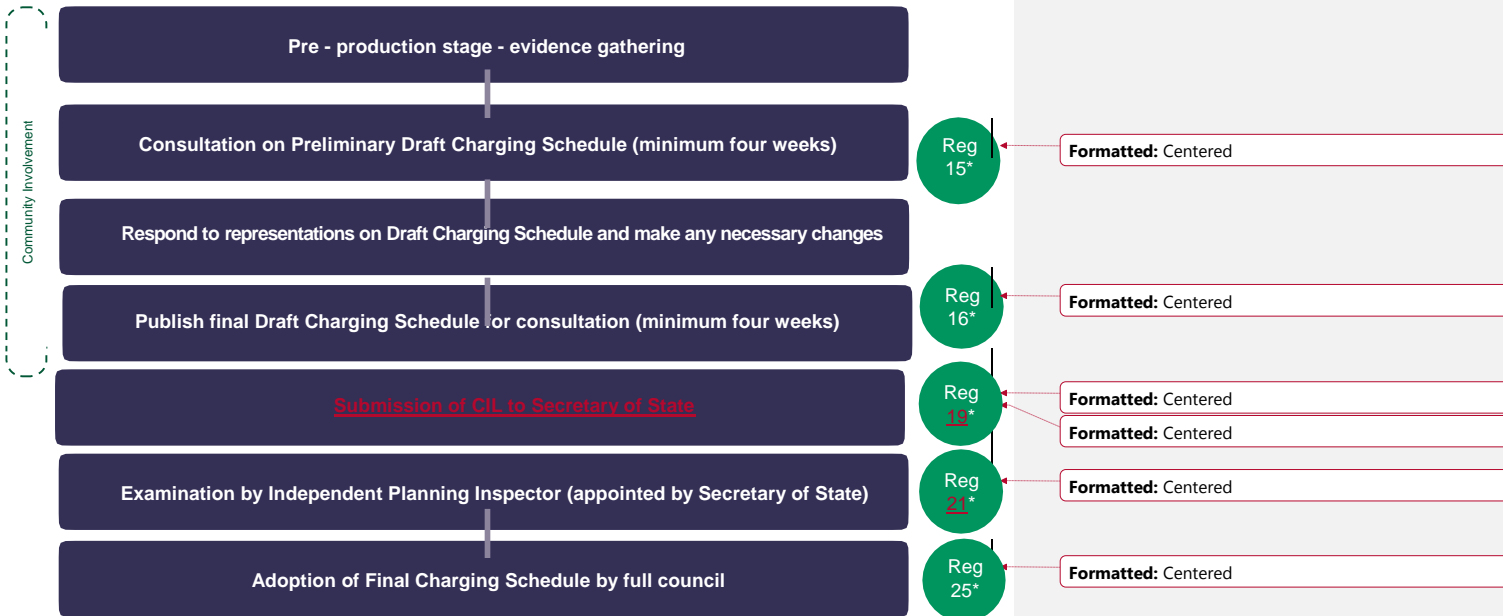 Community Involvement
Pre - production stage - evidence gathering
Consultation on Preliminary Draft Charging Schedule (minimum four weeks)
Reg
15*
Formatted: Centered
Respond to representations on Draft Charging Schedule and make any necessary changes
Publish final Draft Charging Schedule for consultation (minimum four weeks)
Reg
16*
Formatted: Centered
Submission of CIL to Secretary of State
Reg
19*
Formatted: Centered
Formatted: Centered
Examination by Independent Planning Inspector (appointed by Secretary of State)
Reg
21*
Formatted: Centered
Adoption of Final Charging Schedule by full council
Reg
25*
Formatted: Centered